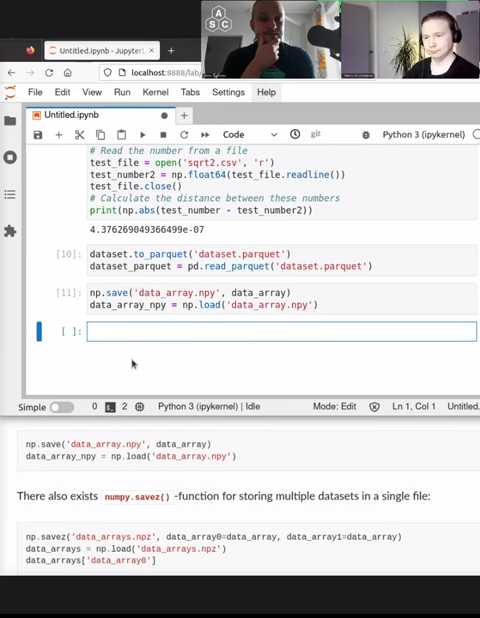 A
S C
Untitled.ipynb - Jupyter
localhost:8888/lab/
File Edit View Run Kernel Tabs Settings Help
Untitled.ipynb
Code git Python 3 (ipykernel)
# Read the number from a file
test_file = open('sqrt2.csv', 'r')
test_number2 = np.float64(test_file.readline())
test_file.close()
# Calculate the distance between these numbers
print(np.abs(test_number - test_number2))
4.376269049366499e-07
[10]: dataset.to_parquet('dataset.parquet')
dataset_parquet = pd.read_parquet('dataset.parquet')
[11]: np.save('data_array.npy', data_array)
data_array_npy = np.load('data_array.npy')
[ ]:
Simple 0 2 Python 3 (ipykernel) | Idle Mode: Edit Ln 1, Col 1 Untitled.
np.save('data_array.npy', data_array)
data_array_npy = np.load('data_array.npy')
There also exists numpy.savez() -function for storing multiple datasets in a single file:
np.savez('data_arrays.npz', data_array0=data_array, data_array1=data_array)
data_arrays = np.load('data_arrays.npz')
data_arrays['data_array0']